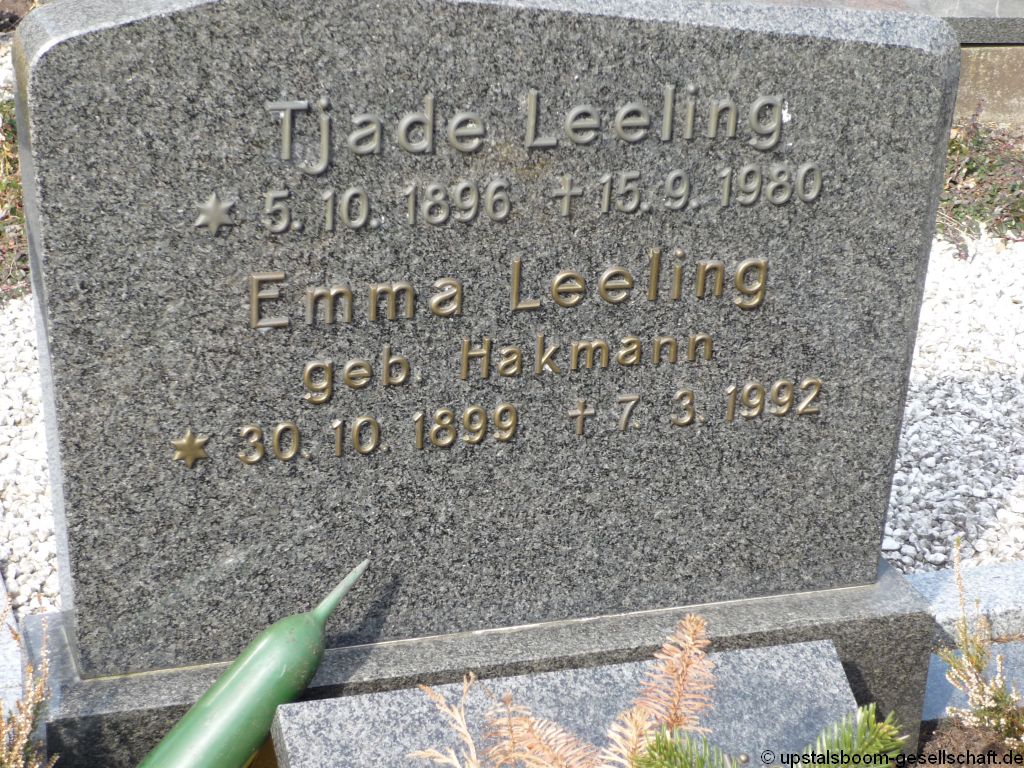 Tjade Leeling
* 5. 10. 1896 † 15. 9. 1980
Emma Leeling
geb. Hakmann
* 30. 10. 1899 † 7. 3. 1992
© upstalsboom-gesellschaft.de